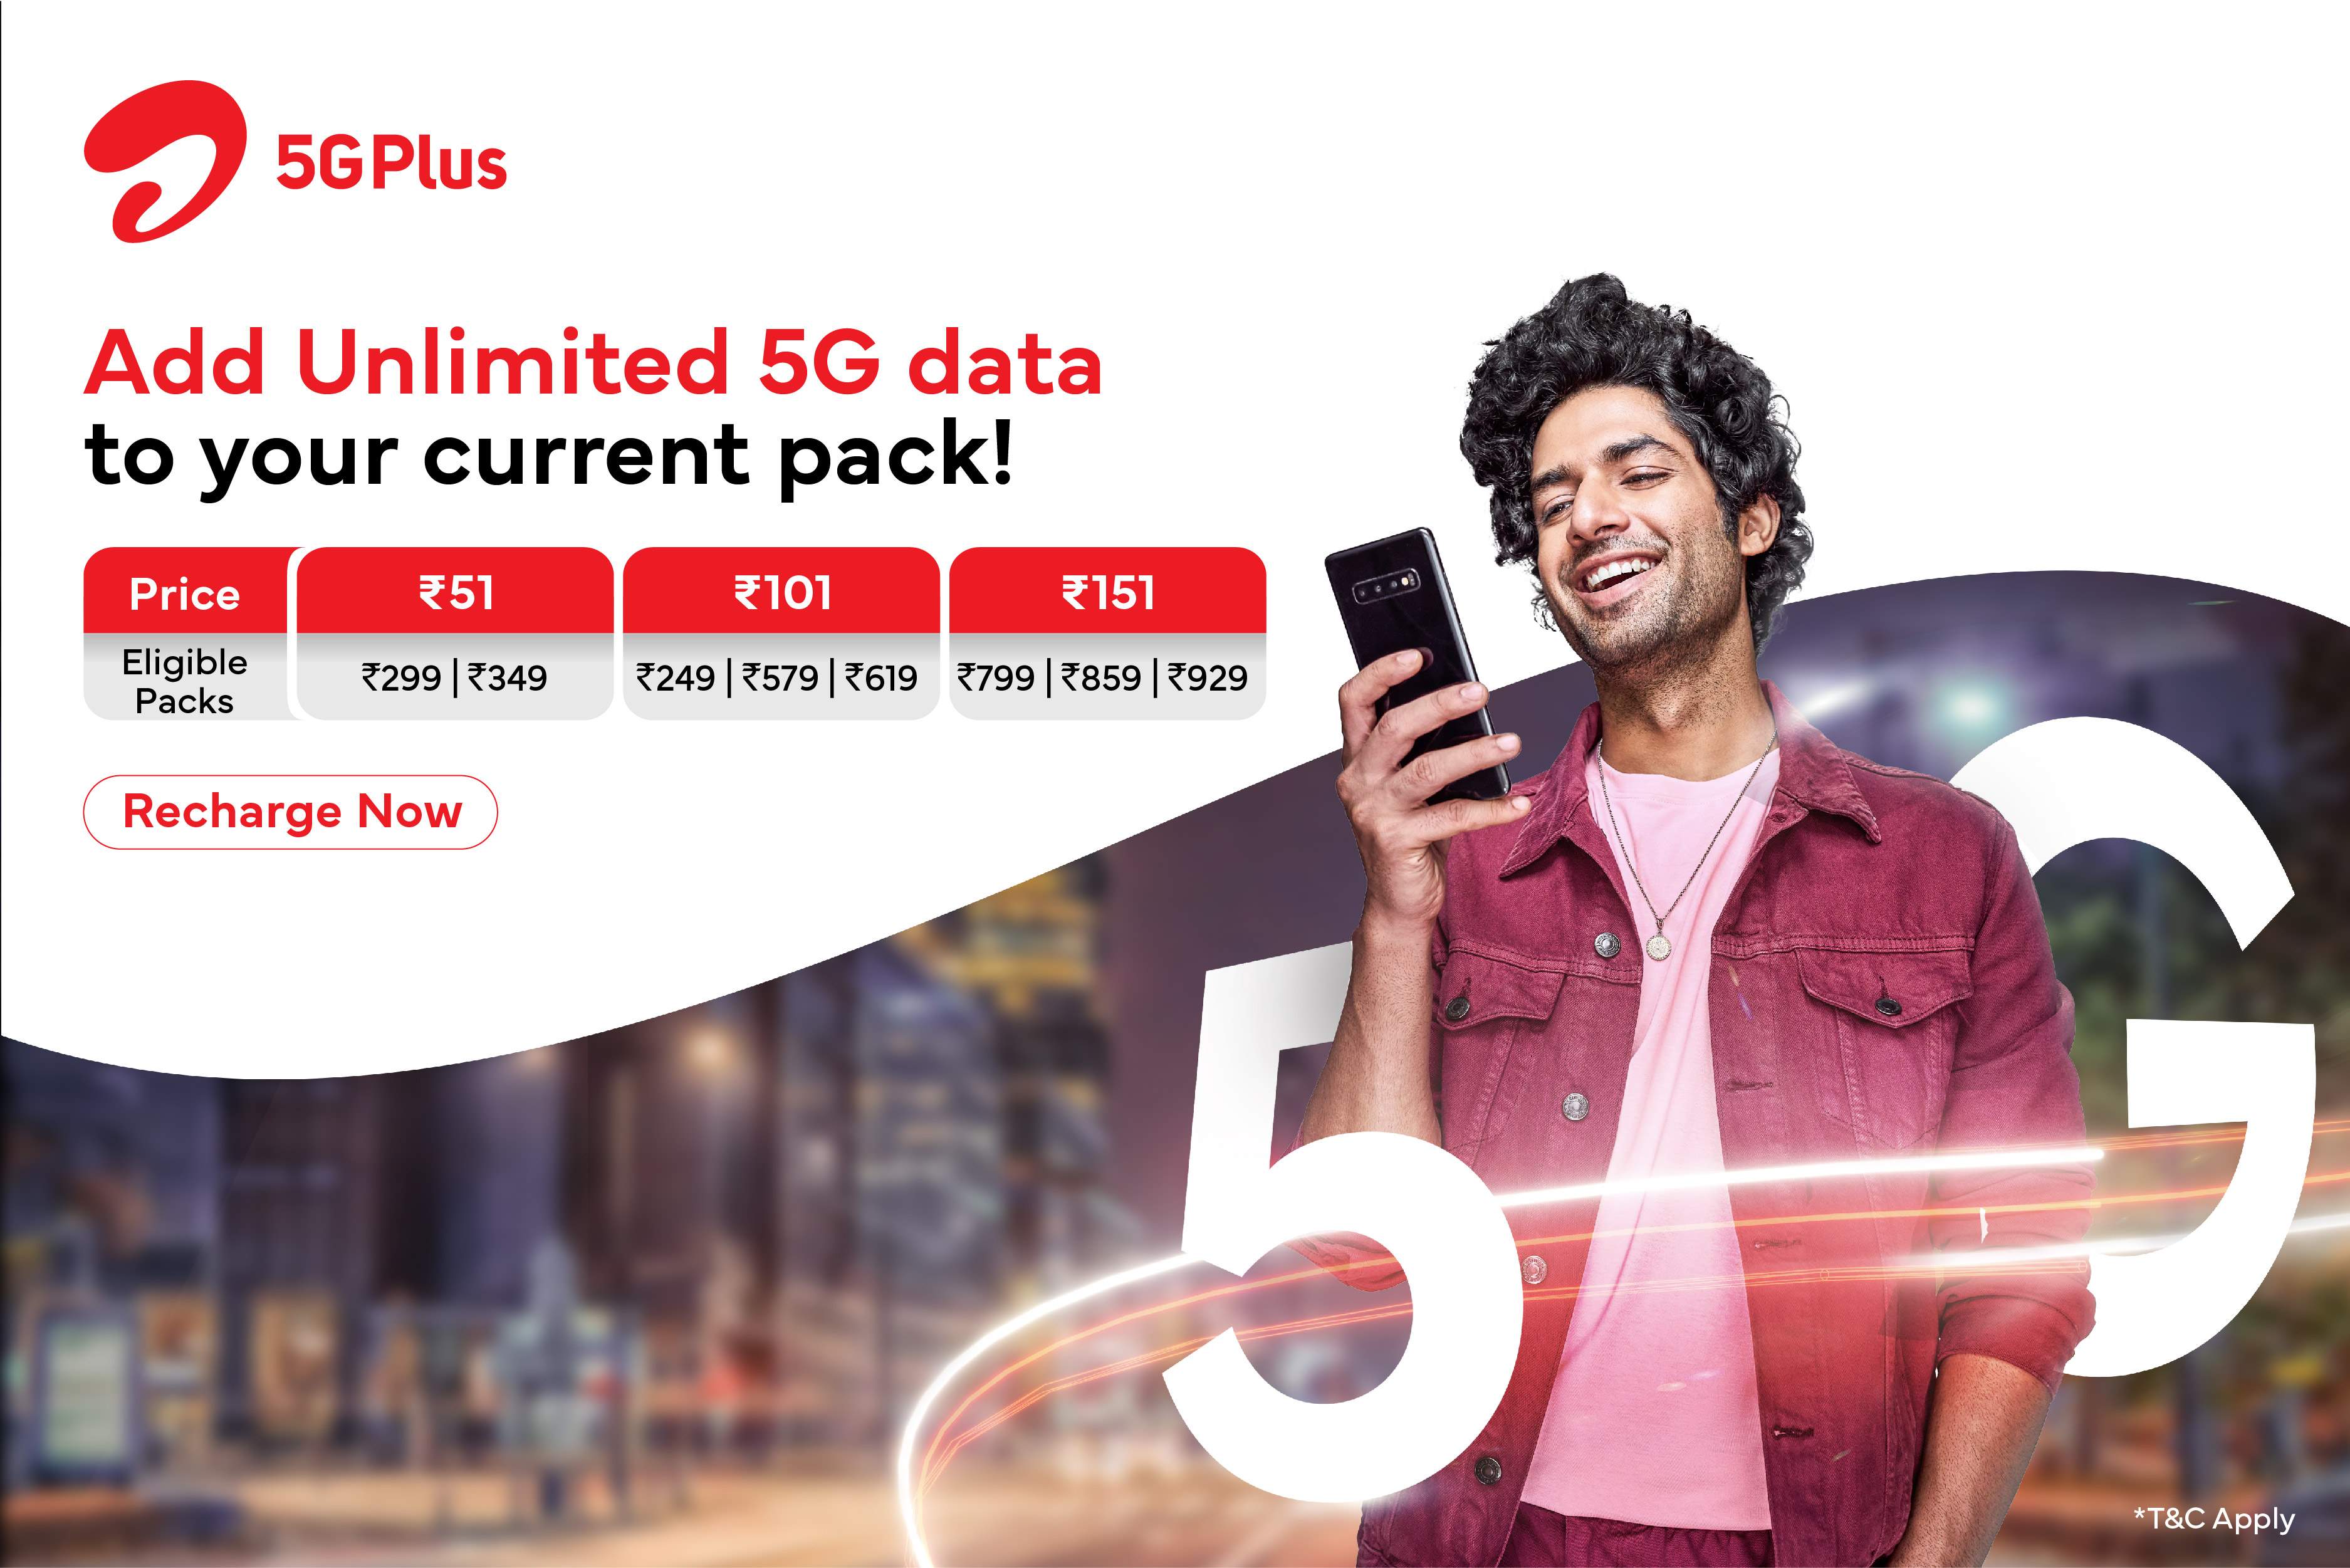 5G Plus
Add Unlimited 5G data
to your current pack!
Price ₹51 ₹101 ₹151
Eligible Packs ₹299 | ₹349 ₹249 | ₹579 | ₹619 ₹799 | ₹859 | ₹929
Recharge Now
5G
*T&C Apply